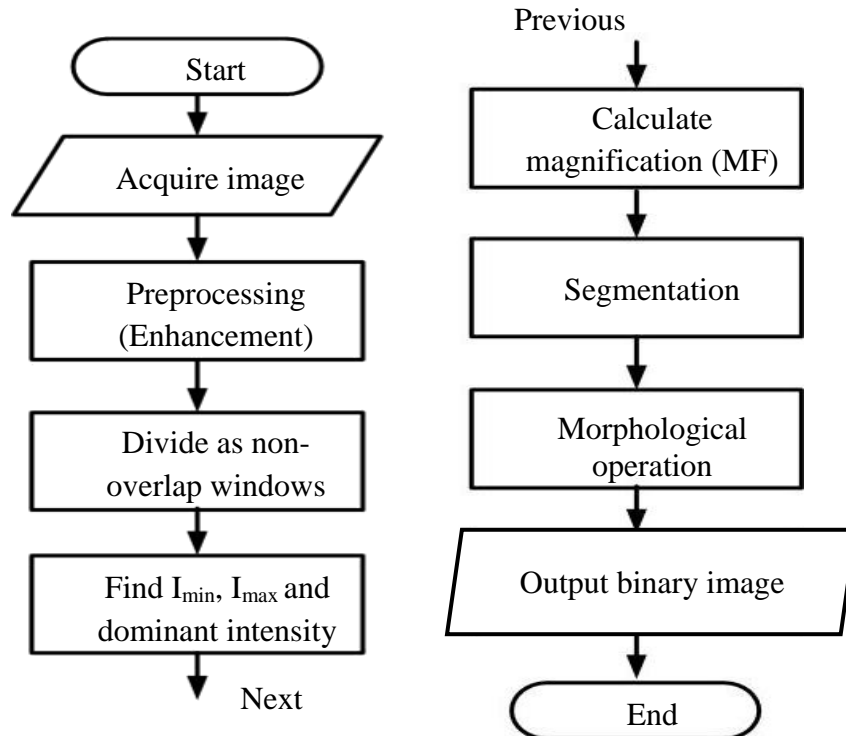 Start
Acquire image
Preprocessing
(Enhancement)
Divide as non-
overlap windows
Find Imin, Imax and
dominant intensity
Next
Previous
Calculate
magnification (MF)
Segmentation
Morphological
operation
Output binary image
End